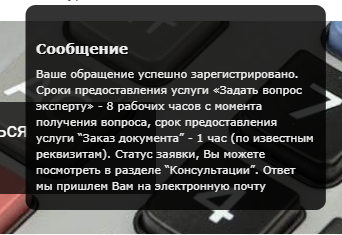 Сообщение
Ваше обращение успешно зарегистрировано.
Сроки предоставления услуги «Задать вопрос
эксперту» - 8 рабочих часов с момента
получения вопроса, срок предоставления
услуги “Заказ документа” - 1 час (по известным
реквизитам). Статус заявки, Вы можете
посмотреть в разделе “Консультации”. Ответ
мы пришлем Вам на электронную почту
ЬСЯ
7
4